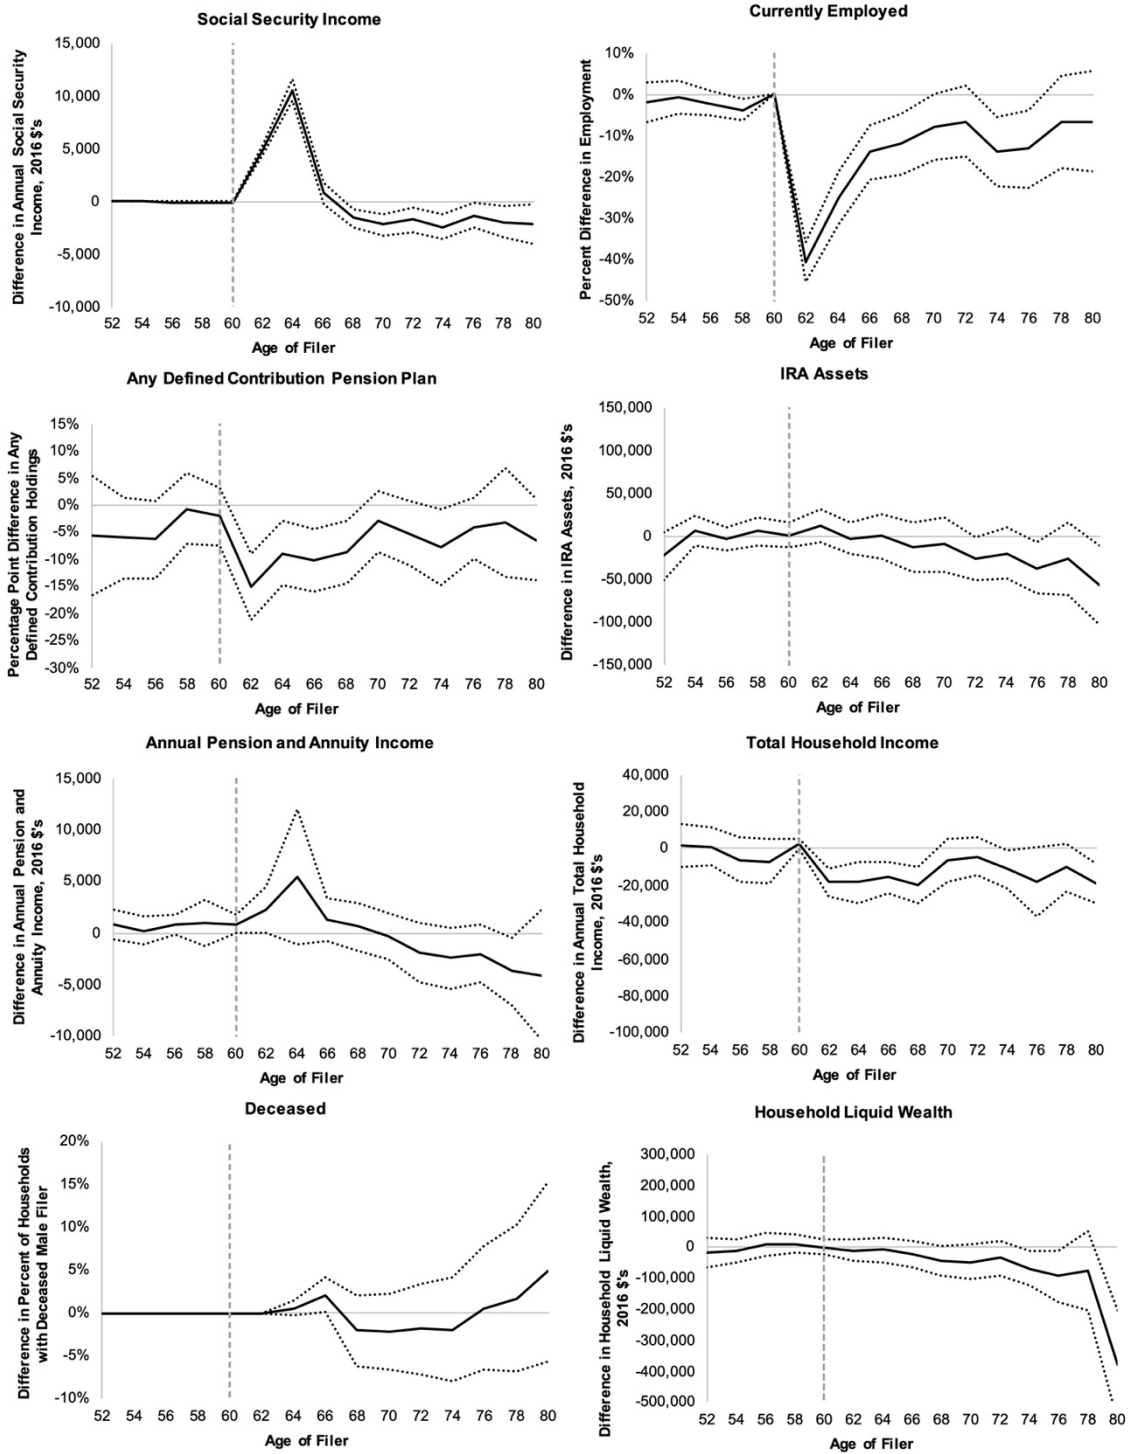 Social Security Income
15,000
10,000
5,000
0
-5,000
-10,000
Difference in Annual Social Security
Income, 2016 $'s
52 54 56 58 60 62 64 66 68 70 72 74 76 78 80
Age of Filer
Currently Employed
10%
0%
-10%
-20%
-30%
-40%
-50%
Percent Difference in Employment
52 54 56 58 60 62 64 66 68 70 72 74 76 78 80
Age of Filer
Any Defined Contribution Pension Plan
15%
10%
5%
0%
-5%
-10%
-15%
-20%
-25%
-30%
Percentage Point Difference in Any
Defined Contribution Holdings
52 54 56 58 60 62 64 66 68 70 72 74 76 78 80
Age of Filer
IRA Assets
150,000
100,000
50,000
0
-50,000
-100,000
-150,000
Difference in IRA Assets, 2016 $'s
52 54 56 58 60 62 64 66 68 70 72 74 76 78 80
Age of Filer
Annual Pension and Annuity Income
15,000
10,000
5,000
0
-5,000
-10,000
Difference in Annual Pension and
Annuity Income, 2016 $'s
52 54 56 58 60 62 64 66 68 70 72 74 76 78 80
Age of Filer
Total Household Income
40,000
20,000
0
-20,000
-40,000
-60,000
-80,000
-100,000
Difference in Annual Total Household
Income, 2016 $'s
52 54 56 58 60 62 64 66 68 70 72 74 76 78 80
Age of Filer
Deceased
20%
15%
10%
5%
0%
-5%
-10%
Difference in Percent of Households
with Deceased Male Filer
52 54 56 58 60 62 64 66 68 70 72 74 76 78 80
Age of Filer
Household Liquid Wealth
300,000
200,000
100,000
0
-100,000
-200,000
-300,000
-400,000
-500,000
Difference in Household Liquid Wealth,
2016 $'s
52 54 56 58 60 62 64 66 68 70 72 74 76 78 80
Age of Filer